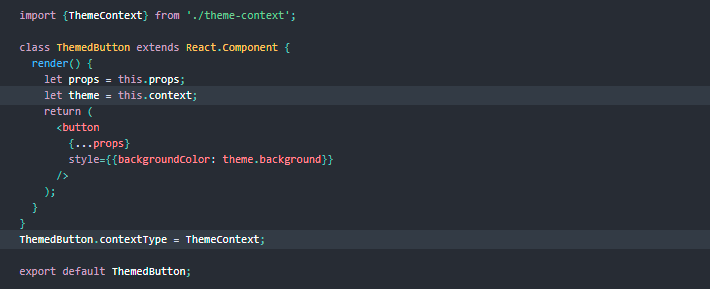 import {ThemeContext} from './theme-context';

class ThemedButton extends React.Component {
  render() {
    let props = this.props;
    let theme = this.context;
    return (
      <button
        {...props}
        style={{backgroundColor: theme.background}}
      />
    );
  }
}
ThemedButton.contextType = ThemeContext;

export default ThemedButton;